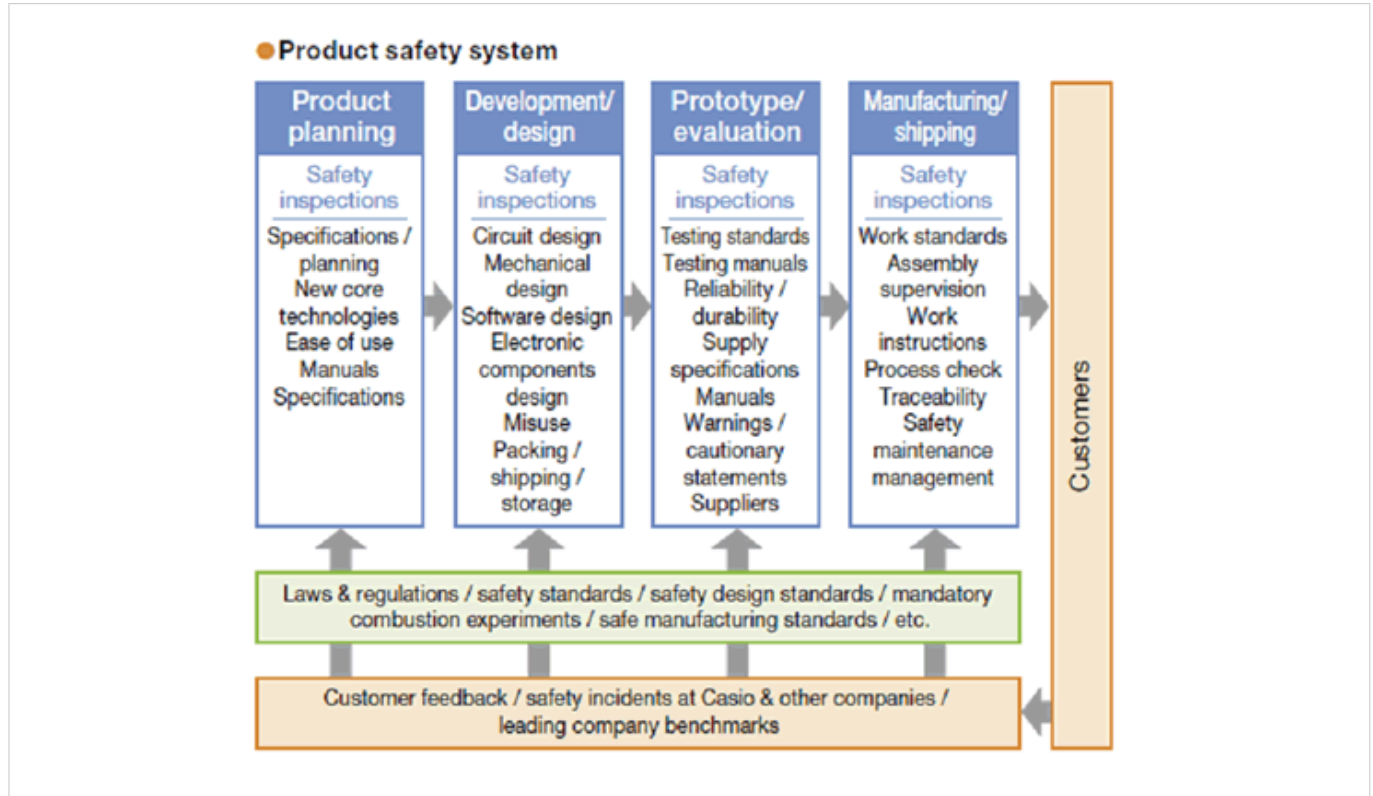 Product safety system
Product
planning
Safety
inspections
Specifications /
planning
New core
technologies
Ease of use
Manuals
Specifications
Development/
design
Safety
inspections
Circuit design
Mechanical
design
Software design
Electronic
components
design
Misuse
Packing /
shipping /
storage
Prototype/
evaluation
Safety
inspections
Testing standards
Testing manuals
Reliability /
durability
Supply
specifications
Manuals
Warnings /
cautionary
statements
Suppliers
Manufacturing/
shipping
Safety
inspections
Work standards
Assembly
supervision
Work
instructions
Process check
Traceability
Safety
maintenance
management
Customers
Laws & regulations / safety standards / safety design standards / mandatory
combustion experiments / safe manufacturing standards / etc.
Customer feedback / safety incidents at Casio & other companies /
leading company benchmarks